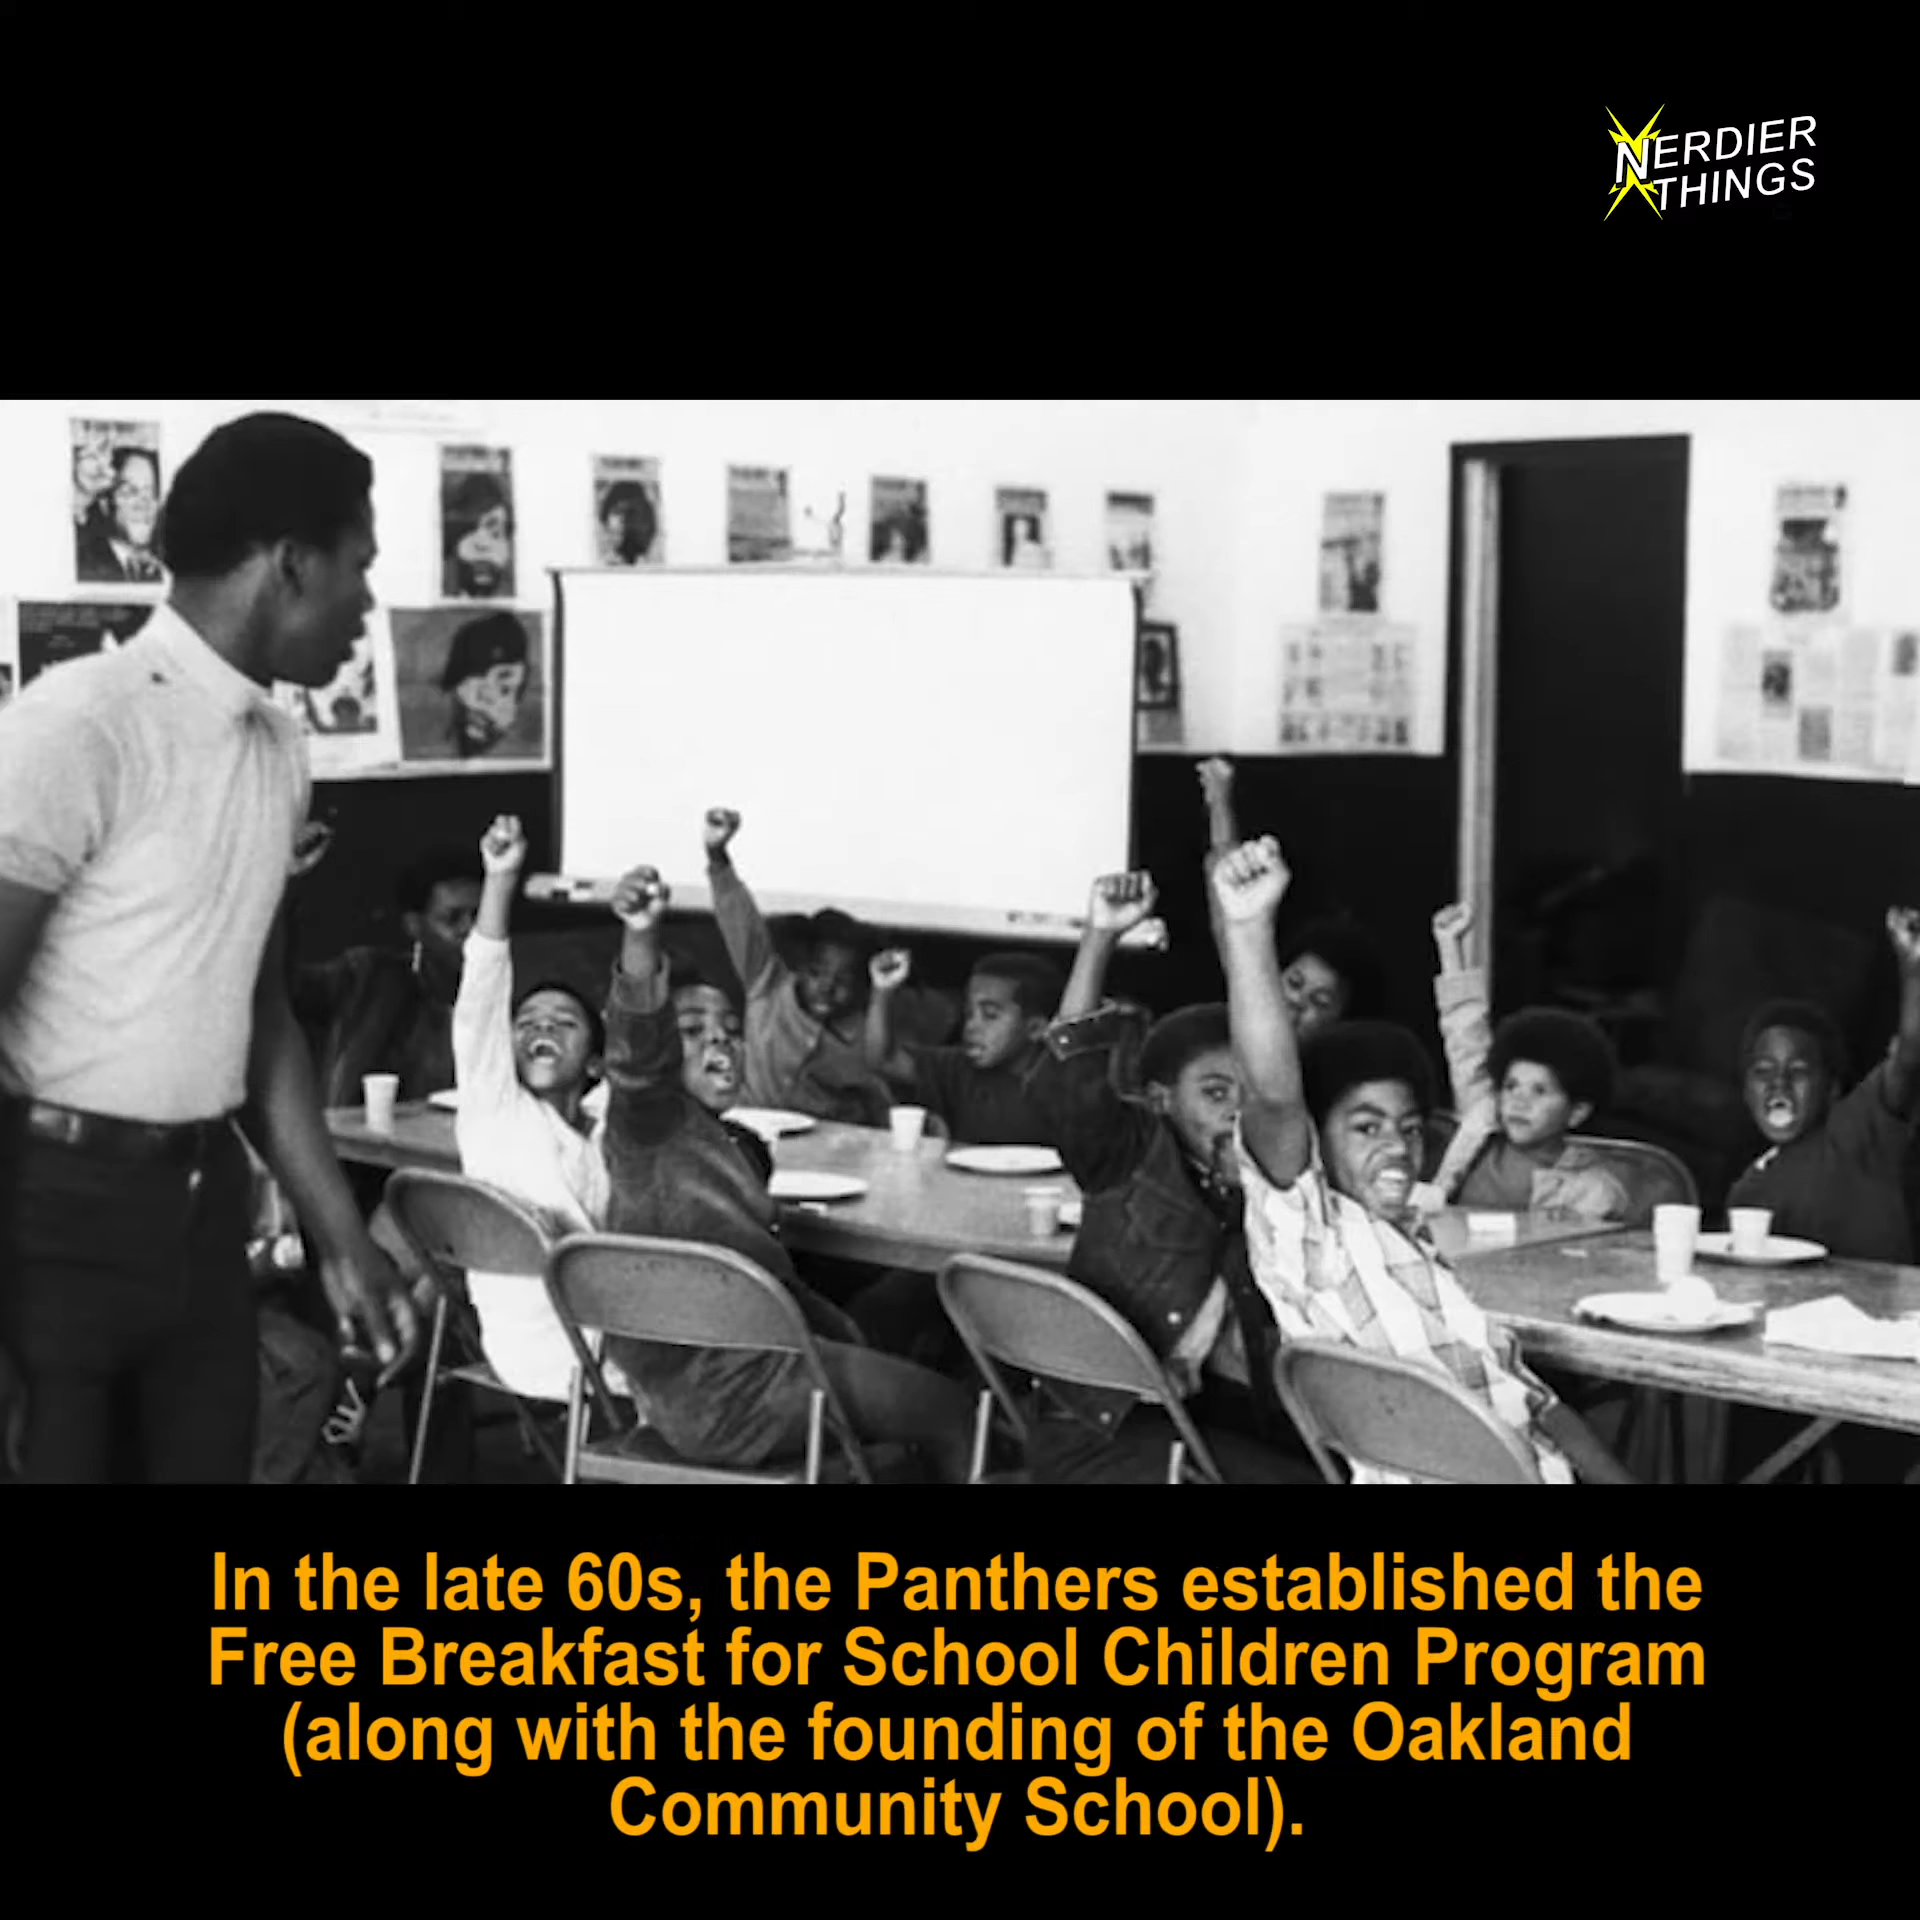 NERDIER
THINGS
In the late 60s, the Panthers established the
Free Breakfast for School Children Program
(along with the founding of the Oakland
Community School).